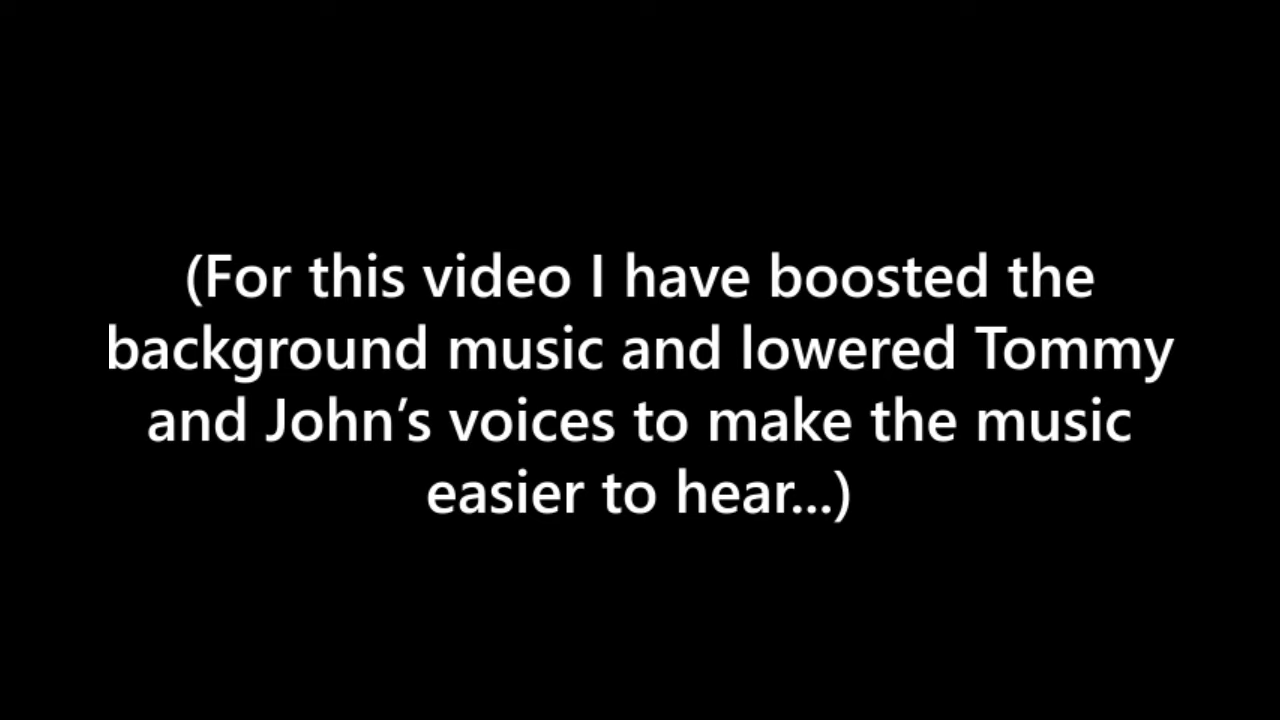 (For this video I have boosted the
background music and lowered Tommy
and John’s voices to make the music
easier to hear...)